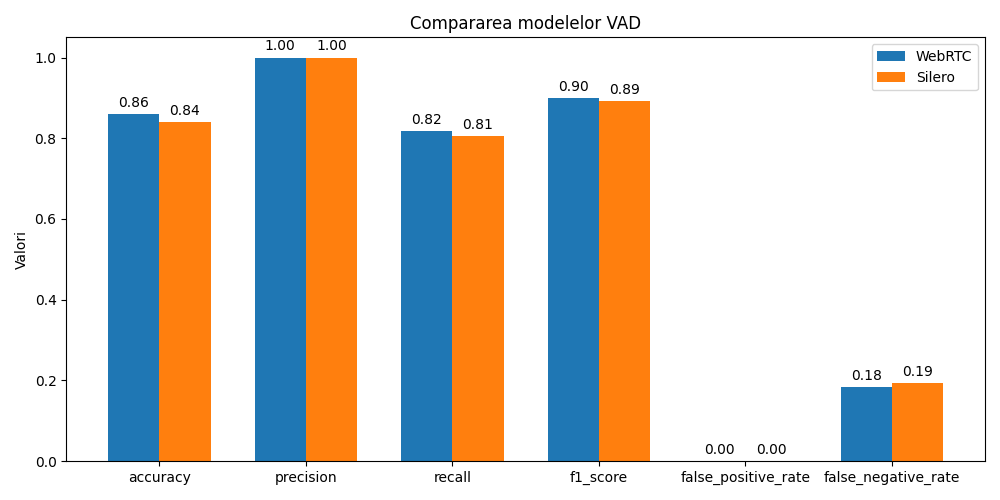 Compararea modelelor VAD
WebRTC
Silero
Valori
1.0
0.8
0.6
0.4
0.2
0.0
0.86
0.84
1.00
1.00
0.82
0.81
0.90
0.89
0.00
0.00
0.18
0.19
accuracy
precision
recall
f1_score
false_positive_rate
false_negative_rate